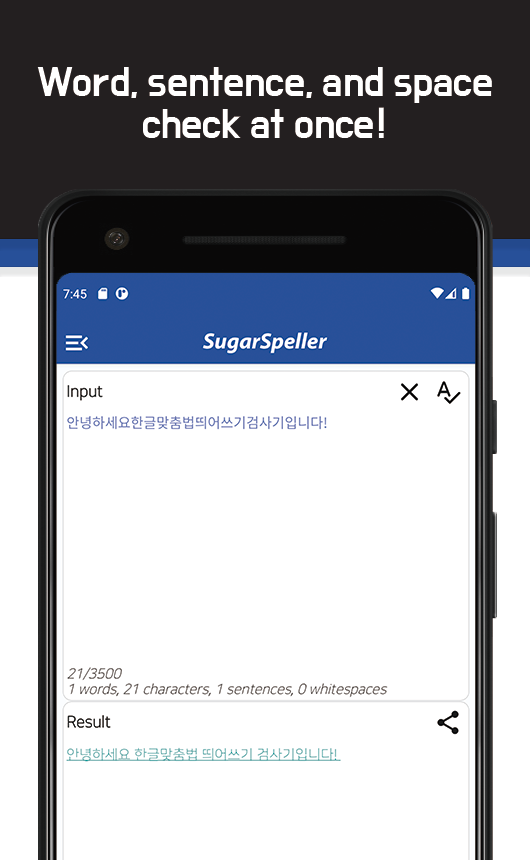 Word, sentence, and space
check at once!
7:45
SugarSpeller
Input
안녕하세요한글맞춤법띄어쓰기검사기입니다!
21/3500
1 words, 21 characters, 1 sentences, 0 whitespaces
Result
안녕하세요 한글맞춤법 띄어쓰기 검사기입니다!